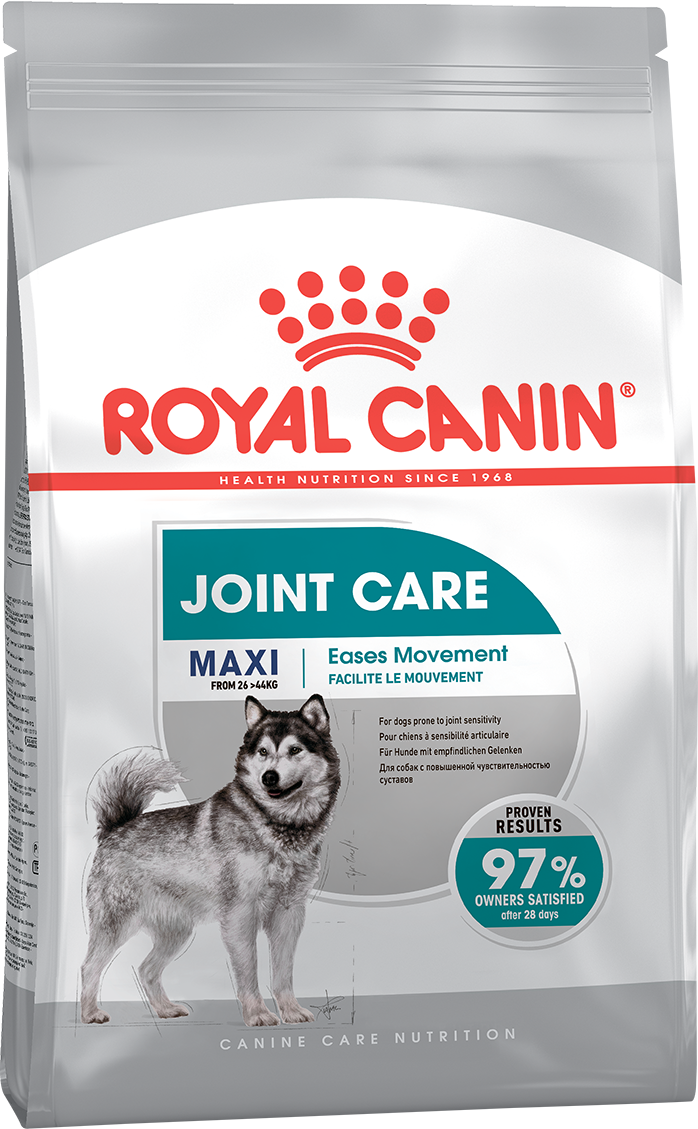 ROYAL CANIN®
HEALTH NUTRITION SINCE 1968
JOINT CARE
MAXI
FROM 26 >44KG
Eases Movement
FACILITE LE MOUVEMENT
For dogs prone to joint sensitivity
Pour chiens à sensibilité articulaire
Für Hunde mit empfindlichen Gelenken
Для собак с повышенной чувствительностью
суставов
PROVEN
RESULTS
97%
OWNERS SATISFIED
after 28 days
CANINE CARE NUTRITION